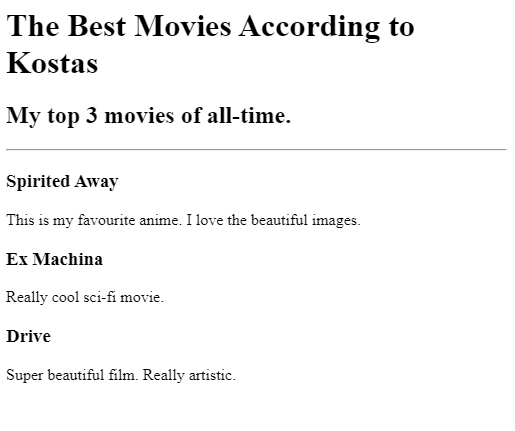 The Best Movies According to
Kostas
My top 3 movies of all-time.
Spirited Away
This is my favourite anime. I love the beautiful images.
Ex Machina
Really cool sci-fi movie.
Drive
Super beautiful film. Really artistic.